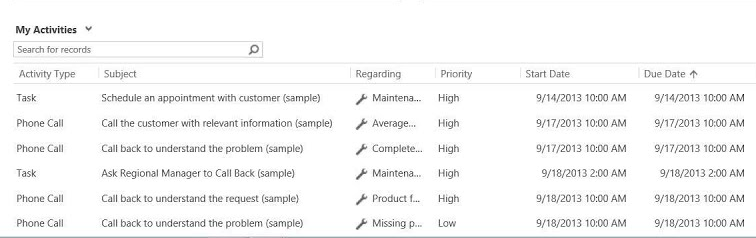 My Activities
Search for records
Activity Type Subject Regarding Priority Start Date Due Date
Task Schedule an appointment with customer (sample) Maintena... High 9/14/2013 10:00 AM 9/14/2013 10:00 AM
Phone Call Call the customer with relevant information (sample) Average... High 9/17/2013 10:00 AM 9/17/2013 10:00 AM
Phone Call Call back to understand the problem (sample) Complete... High 9/17/2013 10:00 AM 9/17/2013 10:00 AM
Task Ask Regional Manager to Call Back (sample) Maintena... High 9/18/2013 2:00 AM 9/18/2013 2:00 AM
Phone Call Call back to understand the request (sample) Product f... High 9/18/2013 10:00 AM 9/18/2013 10:00 AM
Phone Call Call back to understand the problem (sample) Missing p... Low 9/18/2013 10:00 AM 9/18/2013 10:00 AM